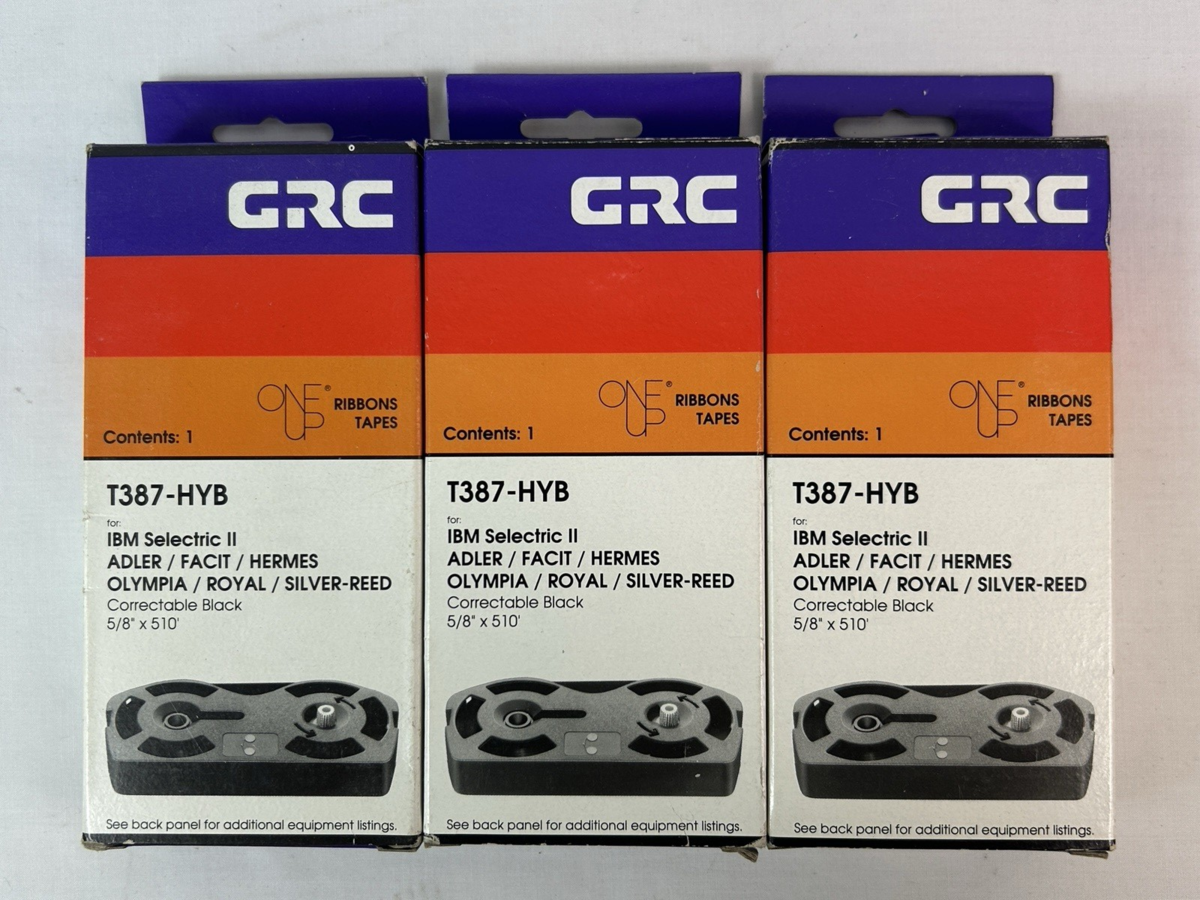 GRC
ONE UP® RIBBONS
TAPES
Contents: 1
T387-HYB
for:
IBM Selectric II
ADLER / FACIT / HERMES
OLYMPIA / ROYAL / SILVER-REED
Correctable Black
5/8" x 510'
See back panel for additional equipment listings.
GRC
ONE UP® RIBBONS
TAPES
Contents: 1
T387-HYB
for:
IBM Selectric II
ADLER / FACIT / HERMES
OLYMPIA / ROYAL / SILVER-REED
Correctable Black
5/8" x 510'
See back panel for additional equipment listings.
GRC
ONE UP® RIBBONS
TAPES
Contents: 1
T387-HYB
for:
IBM Selectric II
ADLER / FACIT / HERMES
OLYMPIA / ROYAL / SILVER-REED
Correctable Black
5/8" x 510'
See back panel for additional equipment listings.